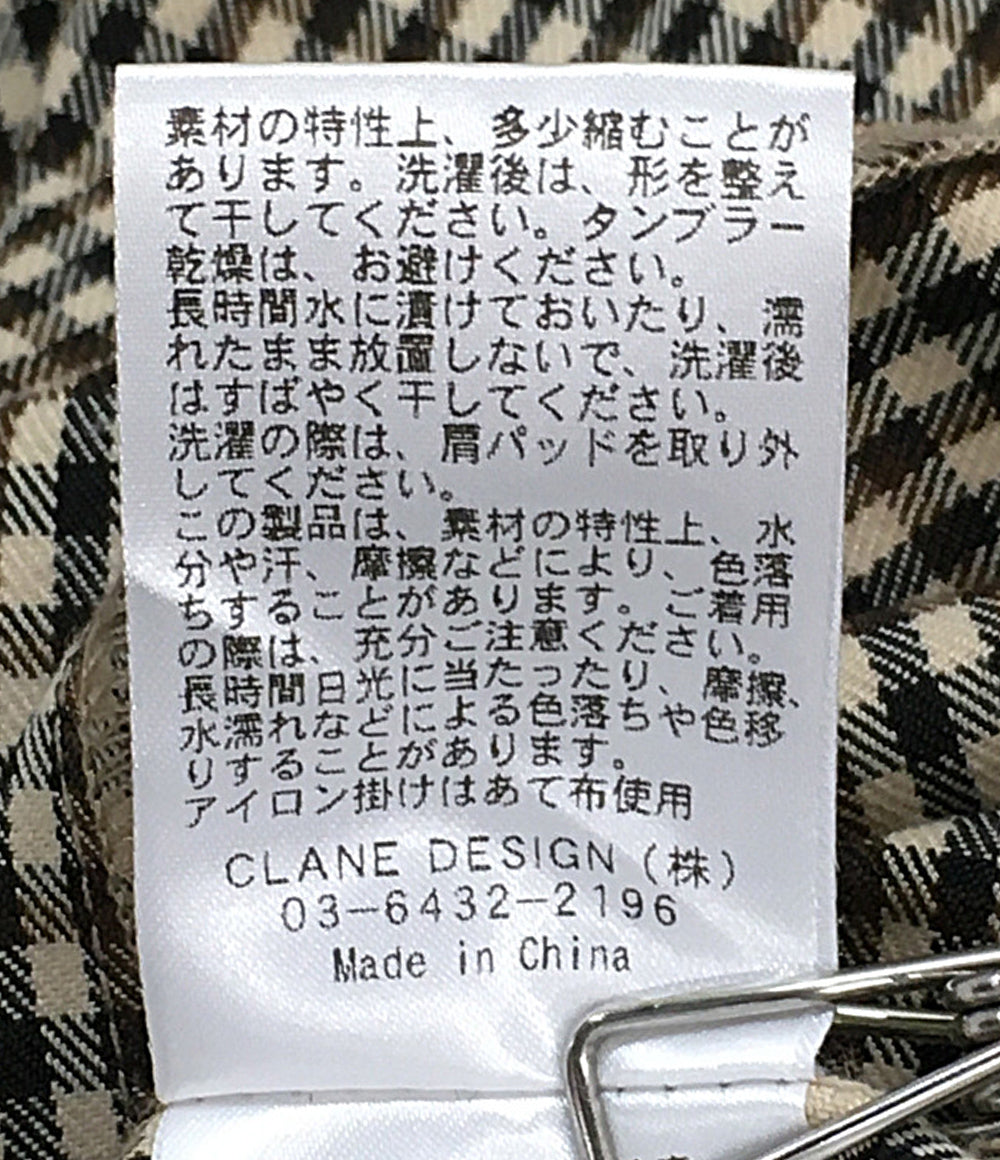 素材の特性上、多少縮むことが
あります。洗濯後は、形を整え
て干してください。タンブラー
乾燥は、お避けください。
長時間水に漬けておいたり、濡
れたまま放置しないで、洗濯後
はすばやく干してください。
洗濯の際は、肩パッドを取り外
してください。
この製品は、素材の特性上、水
分や汗、摩擦などにより、色落
ちすることがあります。ご着用
の際は、充分ご注意ください。
長時間日光に当たったり、摩擦、
水濡れなどによる色落ちや色移
りすることがあります。
アイロン掛けはあて布使用
CLANE DESIGN (株)
03-6432-2196
Made in China